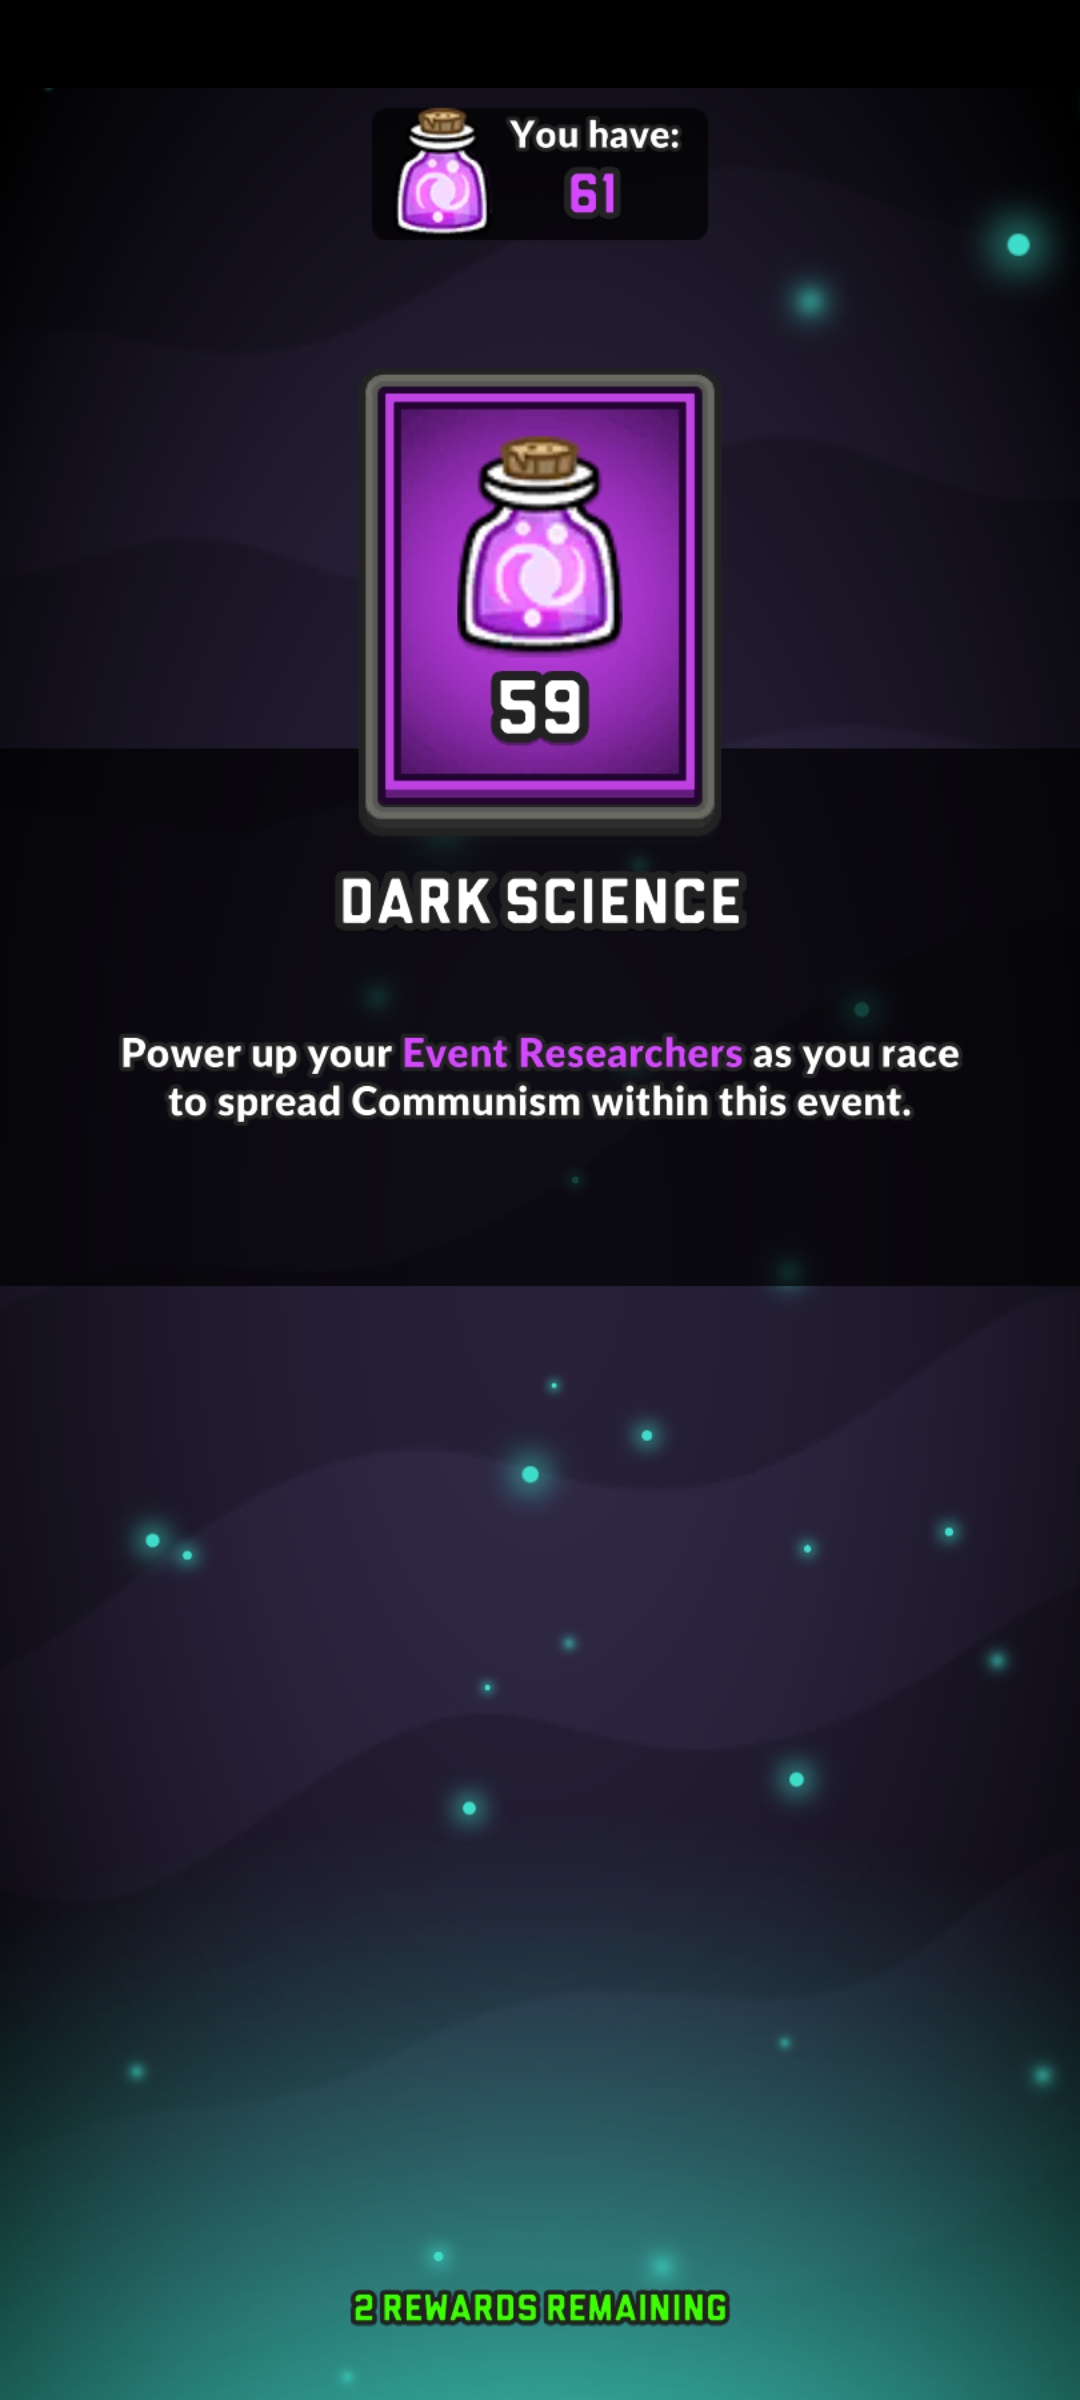 You have:
61
59
DARK SCIENCE
Power up your Event Researchers as you race
to spread Communism within this event.
2 REWARDS REMAINING